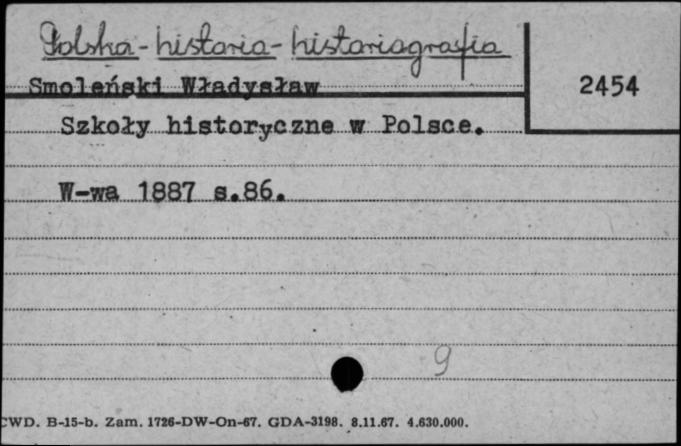 Polska - historia - historiografia
Smoleński Władysław
2454
Szkoły historyczne w Polsce.
W-wa 1887 s.86.
9
CWD. B-15-b. Zam. 1726-DW-On-67. GDA-3198. 8.11.67. 4.630.000.